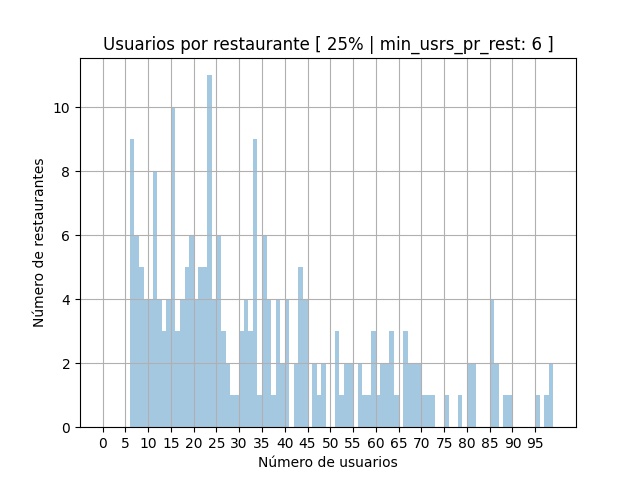 Usuarios por restaurante [ 25% | min_usrs_pr_rest: 6 ]
10
8
6
4
2
0
Número de restaurantes
0 5 10 15 20 25 30 35 40 45 50 55 60 65 70 75 80 85 90 95
Número de usuarios